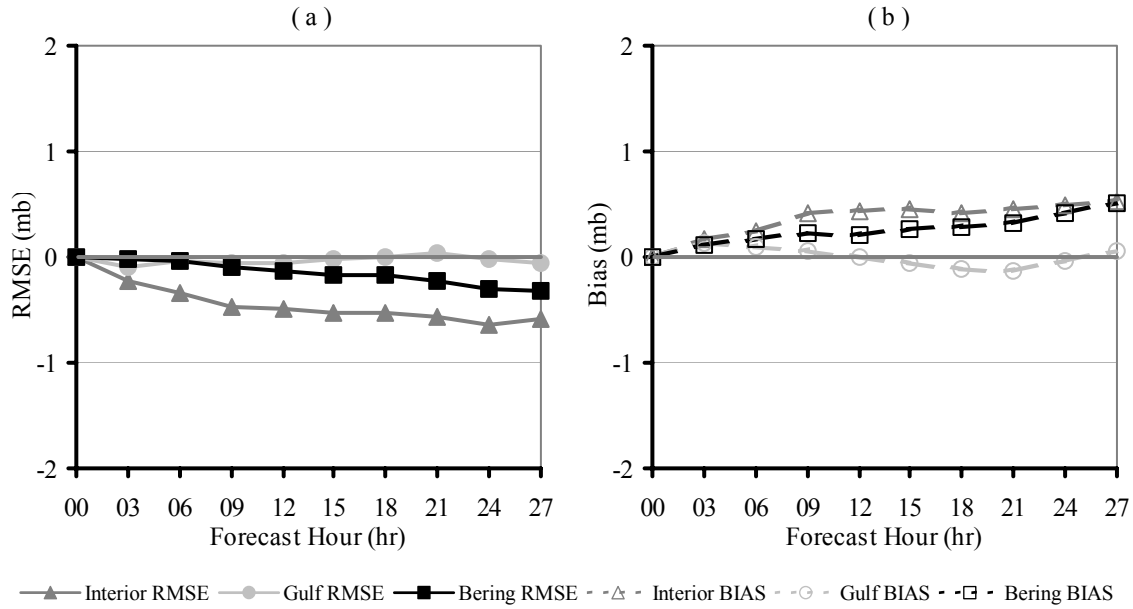 ( a )
2
1
0
-1
-2
RMSE (mb)
00 03 06 09 12 15 18 21 24 27
Forecast Hour (hr)
( b )
2
1
0
-1
-2
Bias (mb)
00 03 06 09 12 15 18 21 24 27
Forecast Hour (hr)
Interior RMSE Gulf RMSE Bering RMSE Interior BIAS Gulf BIAS Bering BIAS